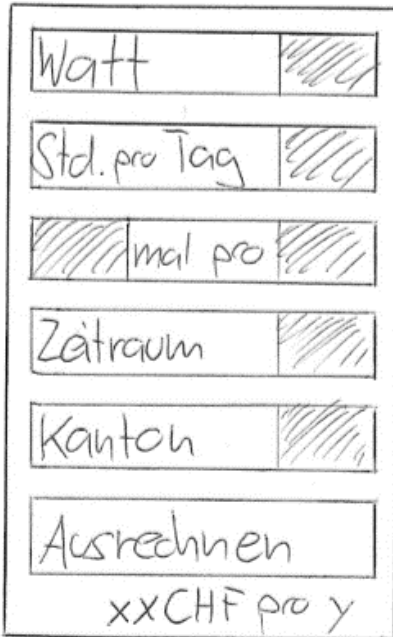 Watt
Std. pro Tag
mal pro
Zeitraum
Kanton
Ausrechnen
xxCHF pro y